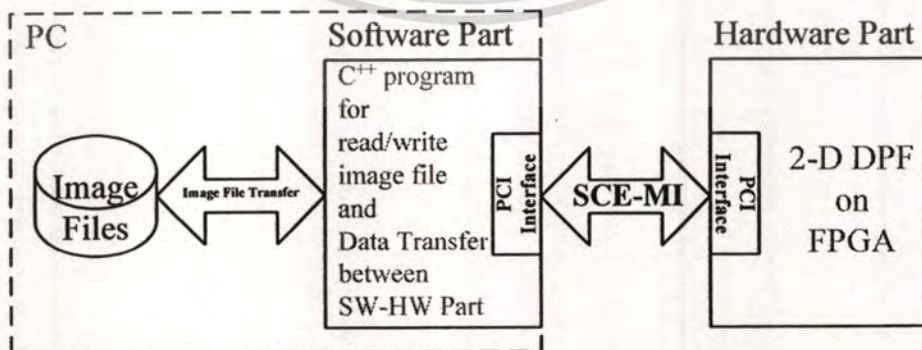 PC
Software Part
Hardware Part
Image
Files
Image File Transfer
C++ program
for
read/write
image file
and
Data Transfer
between
SW-HW Part
PCI
Interface
SCE-MI
PCI
Interface
2-D DPF
on
FPGA